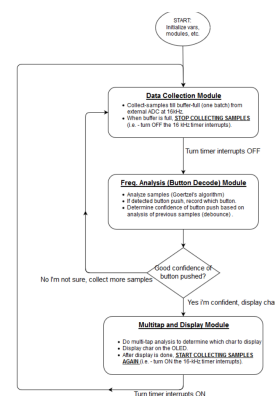 START:
Initialize vars,
modules, etc.
Data Collection Module
• Collect-samples till buffer-full (one batch) from
external ADC at 16kHz.
• When buffer is full, STOP COLLECTING SAMPLES
(i.e. - turn OFF the 16 kHz timer interrupts).
Turn timer interrupts OFF
Freq. Analysis (Button Decode) Module
• Analyze samples (Goertzel's algorithm)
• If detected button push, record which button.
• Determine confidence of button push based on
analysis of previous samples (debounce) .
Good confidence of
button pushed?
No I'm not sure, collect more samples
Yes i'm confident, display cha
Multitap and Display Module
• Do multi-tap analysis to determine which char to display
• Display char on the OLED.
• After display is done, START COLLECTING SAMPLES
AGAIN (i.e. - turn ON the 16-kHz timer interrupts).
Turn timer interrupts ON